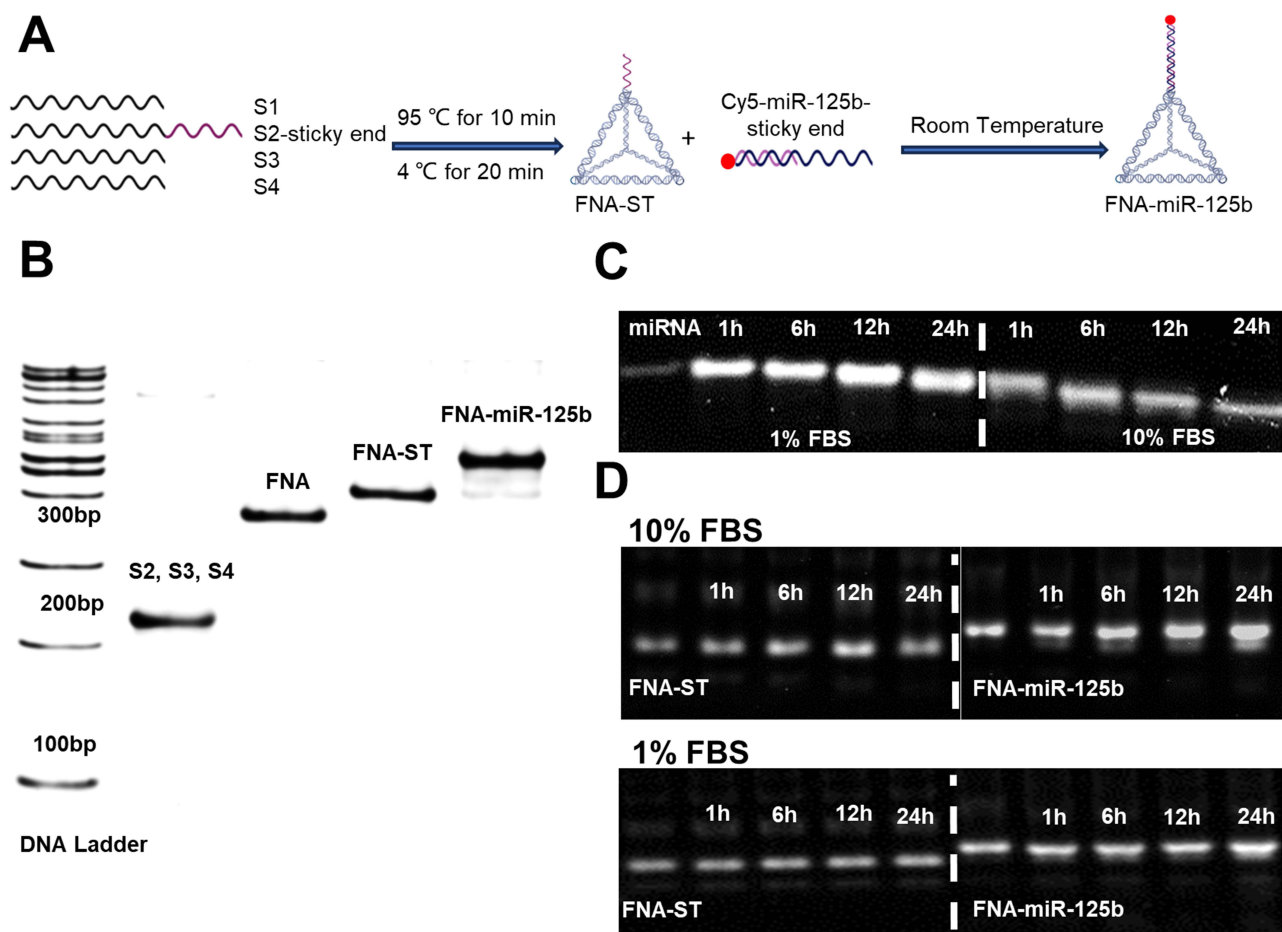 A
S1
S2-sticky end
S3
S4
95 ℃ for 10 min
4 ℃ for 20 min
FNA-ST
+
Cy5-miR-125b-
sticky end
Room Temperature
FNA-miR-125b
B
300bp
200bp
100bp
DNA Ladder
S2, S3, S4
FNA
FNA-ST
FNA-miR-125b
C
miRNA 1h 6h 12h 24h 1h 6h 12h 24h
1% FBS 10% FBS
D
10% FBS
1h 6h 12h 24h 1h 6h 12h 24h
FNA-ST FNA-miR-125b
1% FBS
1h 6h 12h 24h 1h 6h 12h 24h
FNA-ST FNA-miR-125b